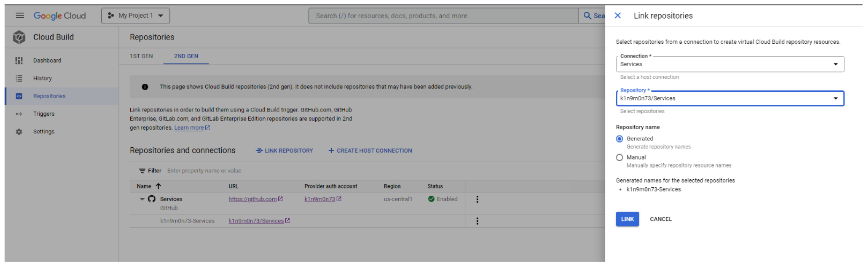 Google Cloud
My Project 1
Search (/) for resources, docs, products, and more
Sea
Cloud Build
Dashboard
History
Repositories
Triggers
Settings
Repositories
1ST GEN
2ND GEN
This page shows Cloud Build repositories (2nd gen). It does not include repositories that may have been added previously.
Link repositories in order to build them using a Cloud Build trigger. GitHub.com, GitHub
Enterprise, GitLab.com, and GitLab Enterprise Edition repositories are supported in 2nd
gen repositories. Learn more
Repositories and connections
LINK REPOSITORY
CREATE HOST CONNECTION
Filter Enter property name or value
Name URL Provider auth account Region Status
Services https://github.com k1n9m0n73 us-central1 Enabled
GitHub
k1n9m0n73-Services k1n9m0n73/Services
Link repositories
Select repositories from a connection to create virtual Cloud Build repository resources.
Connection *
Services
Select a host connection
Repository *
k1n9m0n73/Services
Select repositories
Repository name
Generated
Generate repository names
Manual
Manually specify repository resource names
Generated names for the selected repositories
• k1n9m0n73-Services
LINK CANCEL